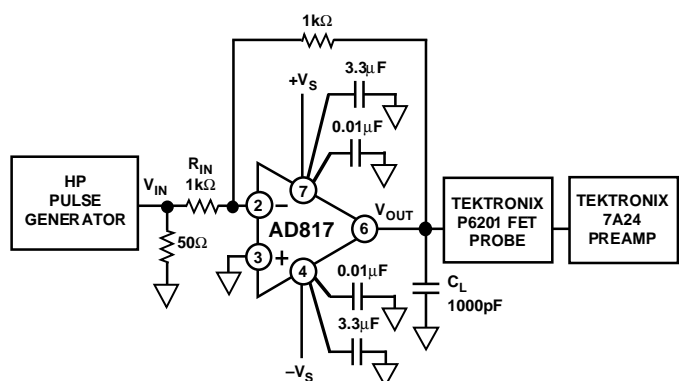 1kΩ
3.3μF
+VS
0.01μF
HP
PULSE
GENERATOR
VIN
RIN
1kΩ
50Ω
2
−
7
AD817
3
+
4
6
VOUT
TEKTRONIX
P6201 FET
PROBE
TEKTRONIX
7A24
PREAMP
0.01μF
CL
1000pF
3.3μF
−VS